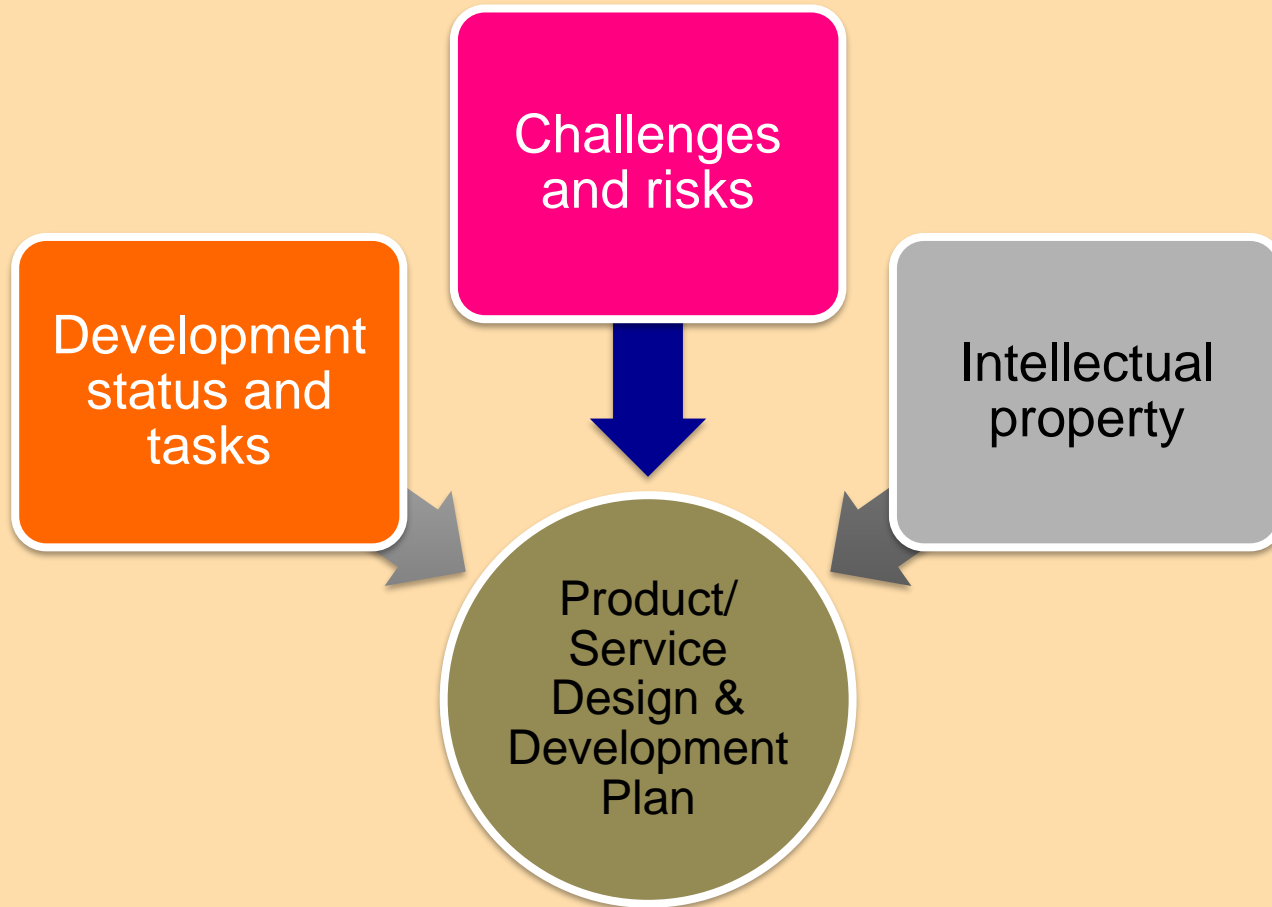 Challenges
and risks
Development
status and
tasks
Intellectual
property
Product/
Service
Design &
Development
Plan